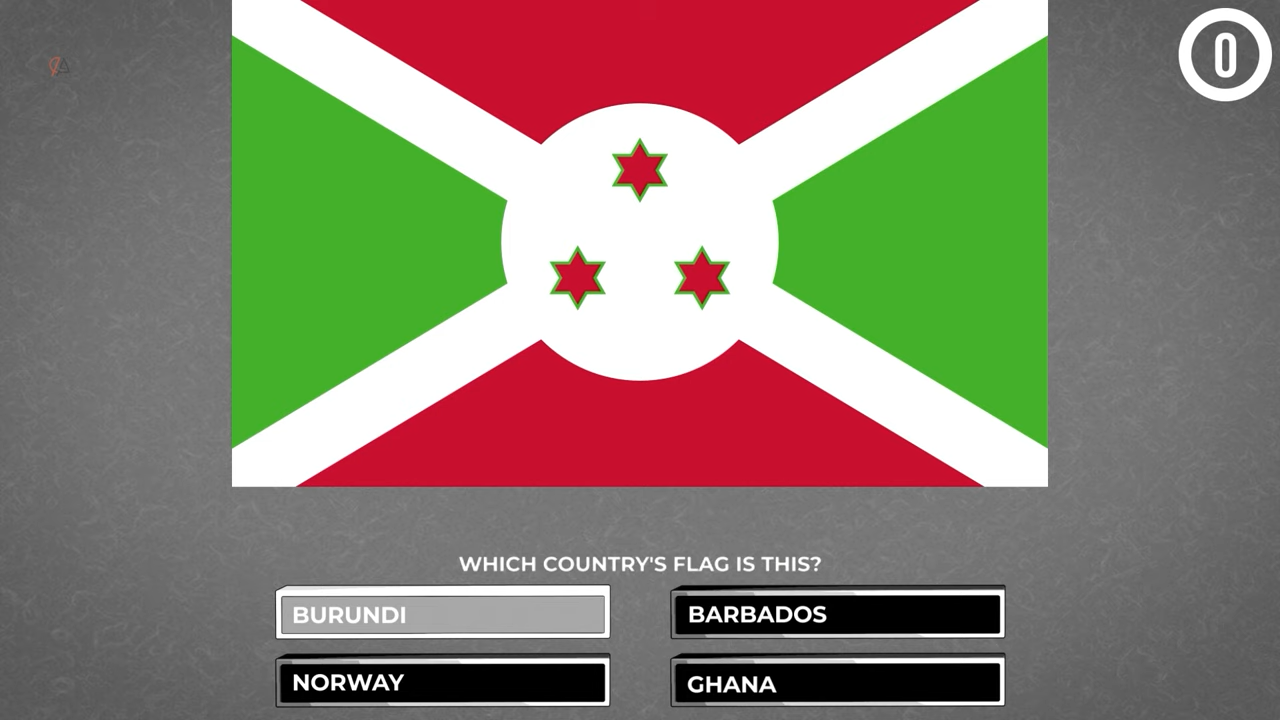 0
WHICH COUNTRY'S FLAG IS THIS?
BURUNDI
BARBADOS
NORWAY
GHANA